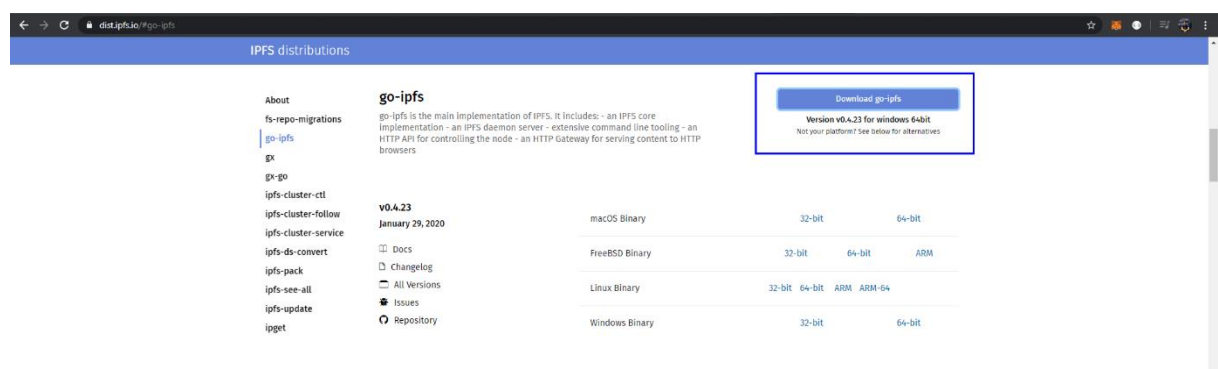 dist.ipfs.io/#go-ipfs
IPFS distributions
About
fs-repo-migrations
go-ipfs
gx
gx-go
ipfs-cluster-ctl
ipfs-cluster-follow
ipfs-cluster-service
ipfs-ds-convert
ipfs-pack
ipfs-see-all
ipfs-update
ipget
go-ipfs
go-ipfs is the main implementation of IPFS. It includes: - an IPFS core
implementation - an IPFS daemon server - extensive command line tooling - an
HTTP API for controlling the node - an HTTP Gateway for serving content to HTTP
browsers
Download go-ipfs
Version v0.4.23 for windows 64bit
Not your platform? See below for alternatives
v0.4.23
January 29, 2020
Docs
Changelog
All Versions
Issues
Repository
macOS Binary 32-bit 64-bit
FreeBSD Binary 32-bit 64-bit ARM
Linux Binary 32-bit 64-bit ARM ARM-64
Windows Binary 32-bit 64-bit